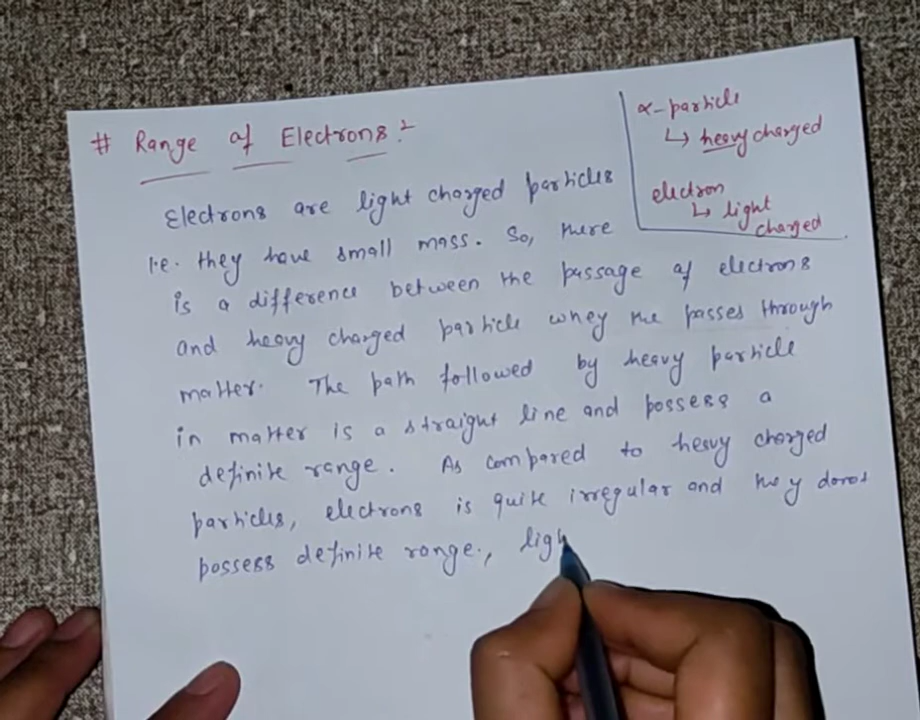 # Range of Electrons:
α-particle
↳ heavy charged
electron
↳ light
charged
Electrons are light charged particles
i.e. they have small mass. So, there
is a difference between the passage of electrons
and heavy charged particle whey the passes through
matter. The path followed by heavy particle
in matter is a straight line and possess a
definite range. As compared to heavy charged
particles, electrons is quite irregular and they
possess definite range., ligh